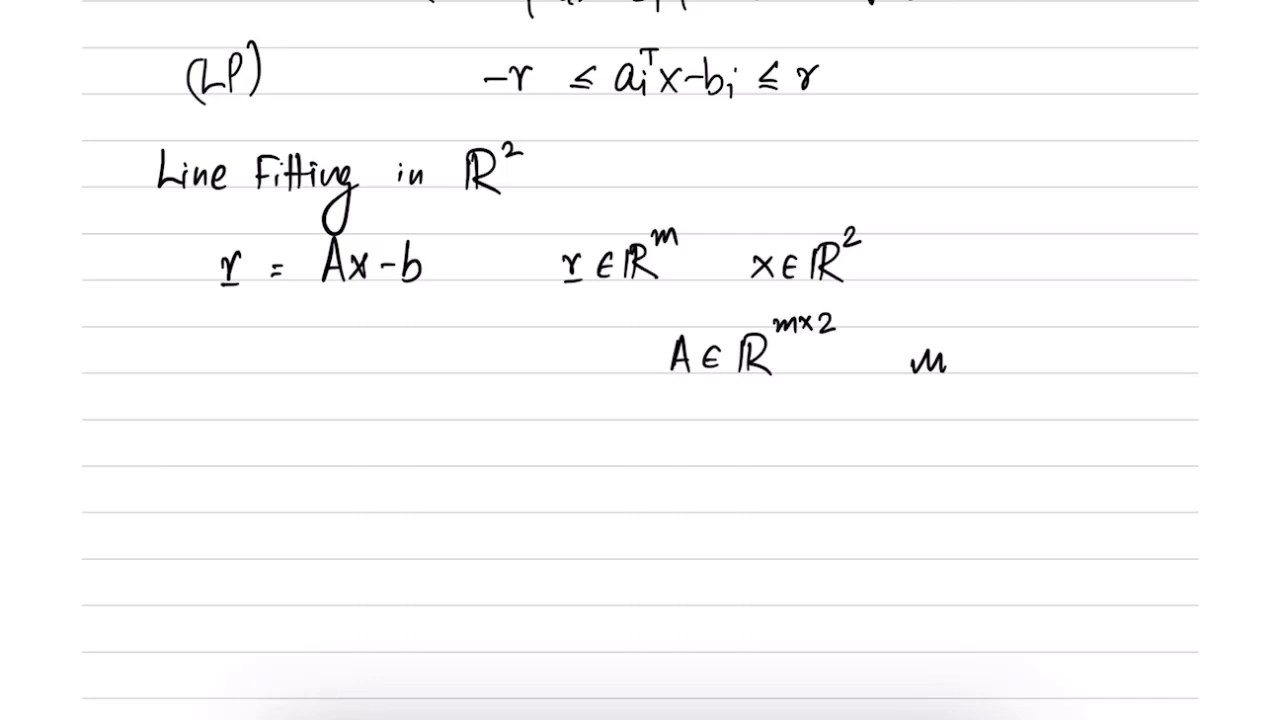 (LP) -r ≤ aᵢᵀx-bᵢ ≤ r
Line Fitting in ℝ²
r = Ax-b r∈ℝᵐ x∈ℝ²
A∈ℝᵐˣ² m